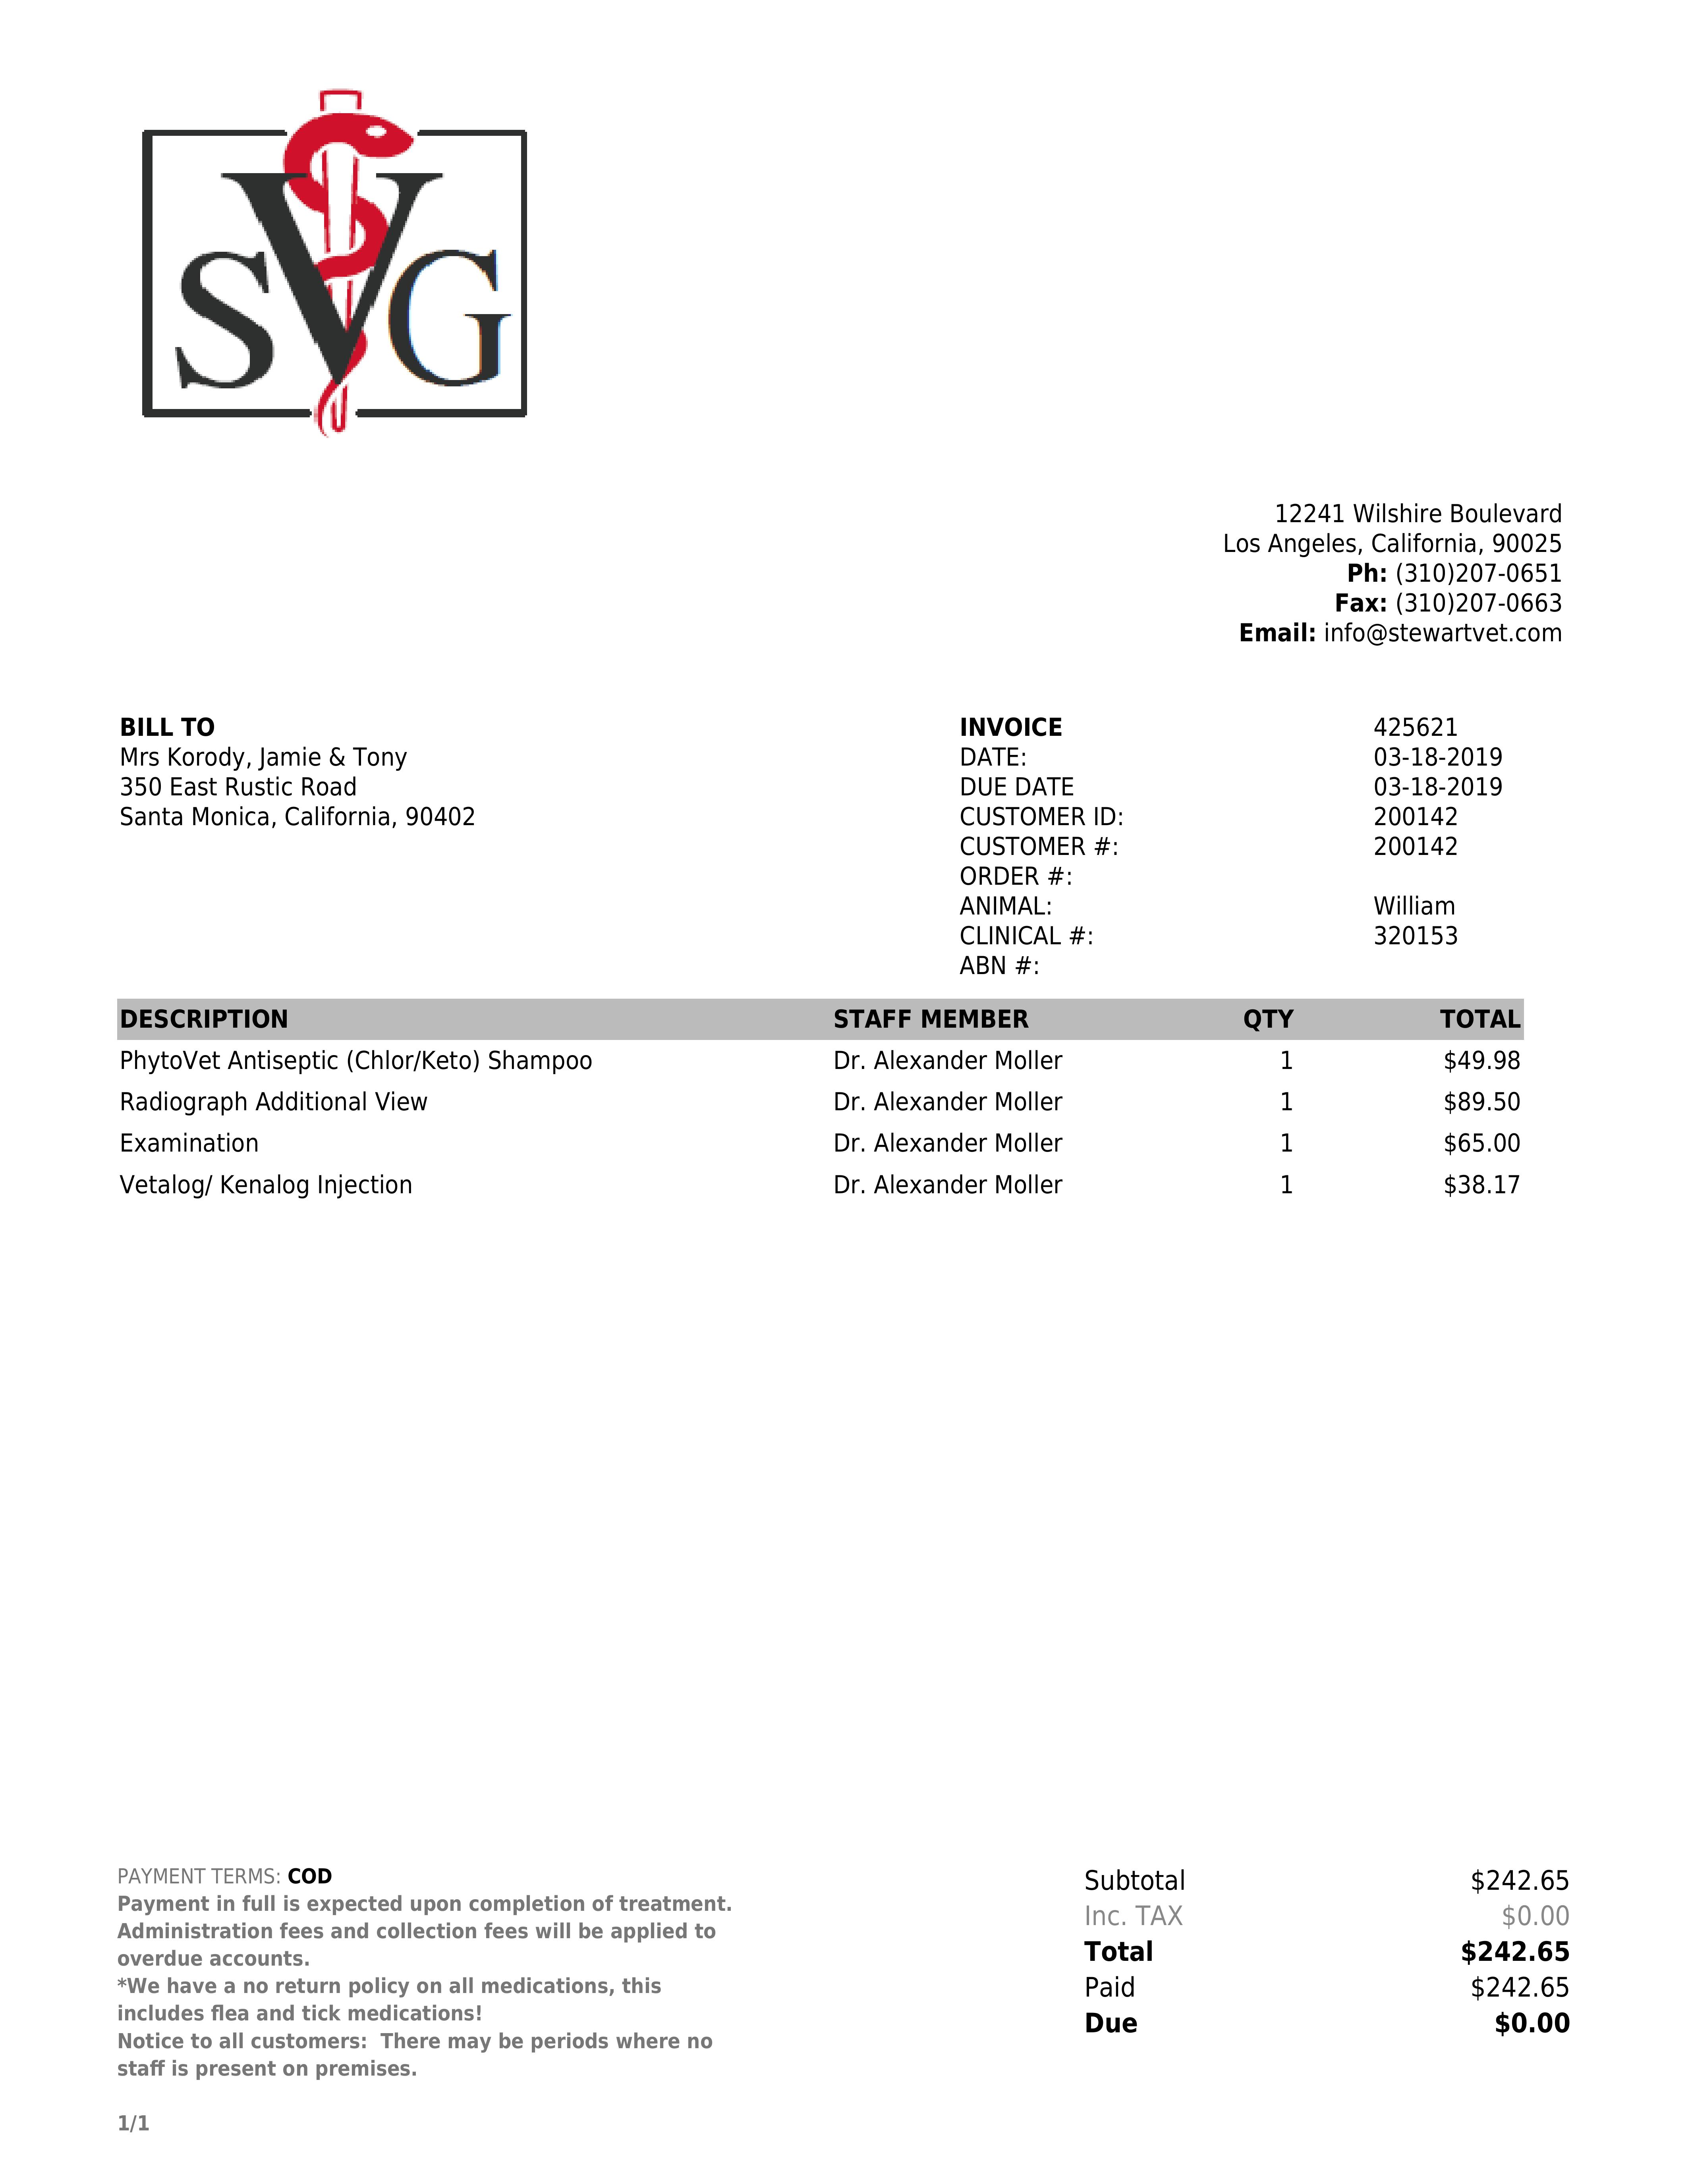 SVG
12241 Wilshire Boulevard
Los Angeles, California, 90025
Ph: (310)207-0651
Fax: (310)207-0663
Email: info@stewartvet.com
BILL TO
Mrs Korody, Jamie & Tony
350 East Rustic Road
Santa Monica, California, 90402
INVOICE 425621
DATE: 03-18-2019
DUE DATE 03-18-2019
CUSTOMER ID: 200142
CUSTOMER #: 200142
ORDER #:
ANIMAL: William
CLINICAL #: 320153
ABN #:
DESCRIPTION STAFF MEMBER QTY TOTAL
PhytoVet Antiseptic (Chlor/Keto) Shampoo Dr. Alexander Moller 1 $49.98
Radiograph Additional View Dr. Alexander Moller 1 $89.50
Examination Dr. Alexander Moller 1 $65.00
Vetalog/ Kenalog Injection Dr. Alexander Moller 1 $38.17
PAYMENT TERMS: COD
Payment in full is expected upon completion of treatment.
Administration fees and collection fees will be applied to
overdue accounts.
*We have a no return policy on all medications, this
includes flea and tick medications!
Notice to all customers:  There may be periods where no
staff is present on premises.
Subtotal $242.65
Inc. TAX $0.00
Total $242.65
Paid $242.65
Due $0.00
1/1